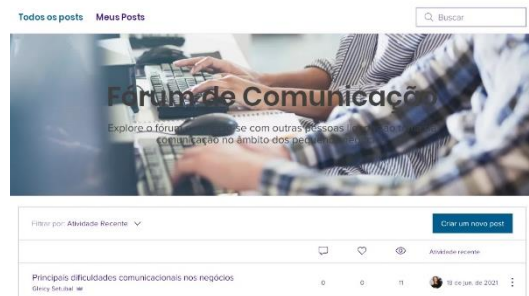 Todos os posts Meus Posts Buscar
Fórum de Comunicação
Explore o fórum se com outras pessoas
comunicação no âmbito dos
Filtrar por: Atividade Recente Criar um novo post
Atividade recente
Principais dificuldades comunicacionais nos negócios 0 0 11 18 de jun. de 2021
Gleicy Setubal